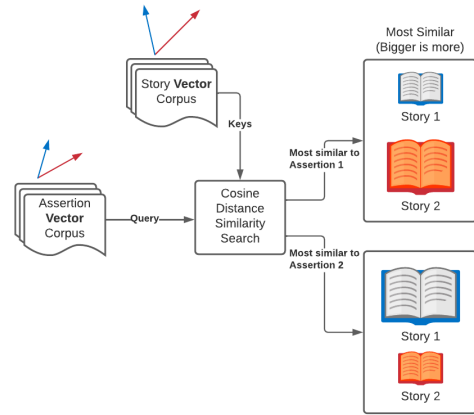 Most Similar
(Bigger is more)
Story Vector
Corpus
Story 1
Keys
Most similar to
Assertion 1
Story 2
Assertion
Vector
Corpus
Query
Cosine
Distance
Similarity
Search
Most similar to
Assertion 2
Story 1
Story 2